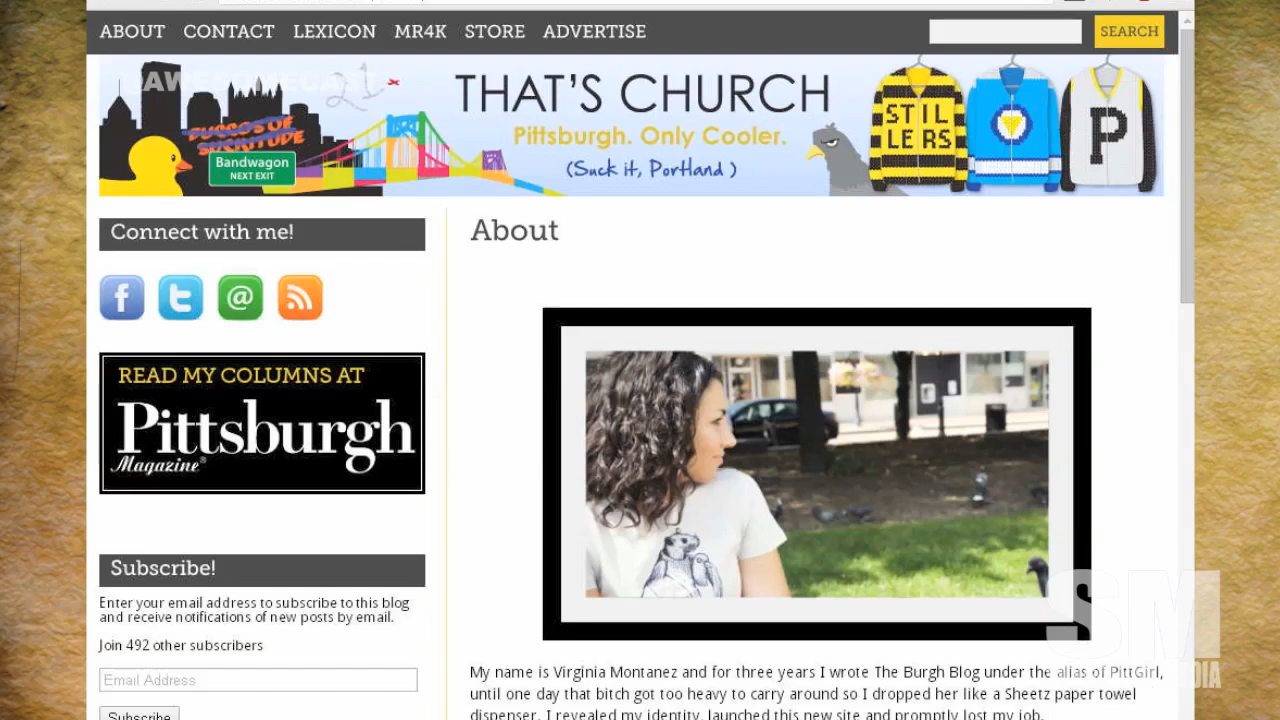 ABOUT CONTACT LEXICON MR4K STORE ADVERTISE SEARCH
AWESOMECAST
THAT'S CHURCH
Pittsburgh. Only Cooler.
(Suck it, Portland)
Bandwagon
NEXT EXIT
STIL
LERS
P
Connect with me!
READ MY COLUMNS AT
Pittsburgh
Magazine®
Subscribe!
Enter your email address to subscribe to this blog
and receive notifications of new posts by email.
Join 492 other subscribers
Email Address
Subscribe
About
My name is Virginia Montanez and for three years I wrote The Burgh Blog under the alias of PittGirl,
until one day that bitch got too heavy to carry around so I dropped her like a Sheetz paper towel
dispenser. I revealed my identity, launched this new site and promptly lost my job.
SM